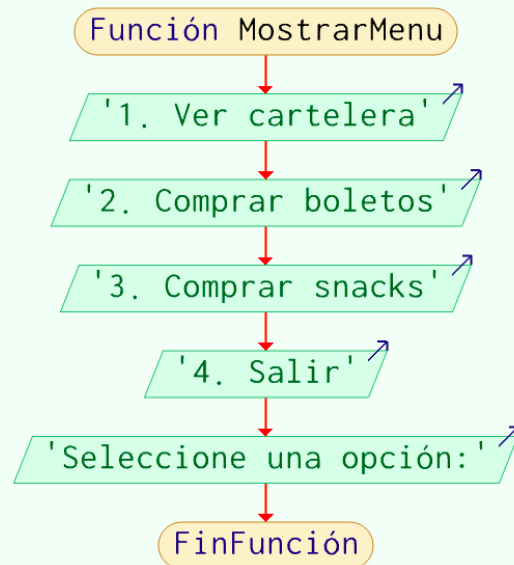 Función MostrarMenu
'1. Ver cartelera'
'2. Comprar boletos'
'3. Comprar snacks'
'4. Salir'
'Seleccione una opción:'
FinFunción